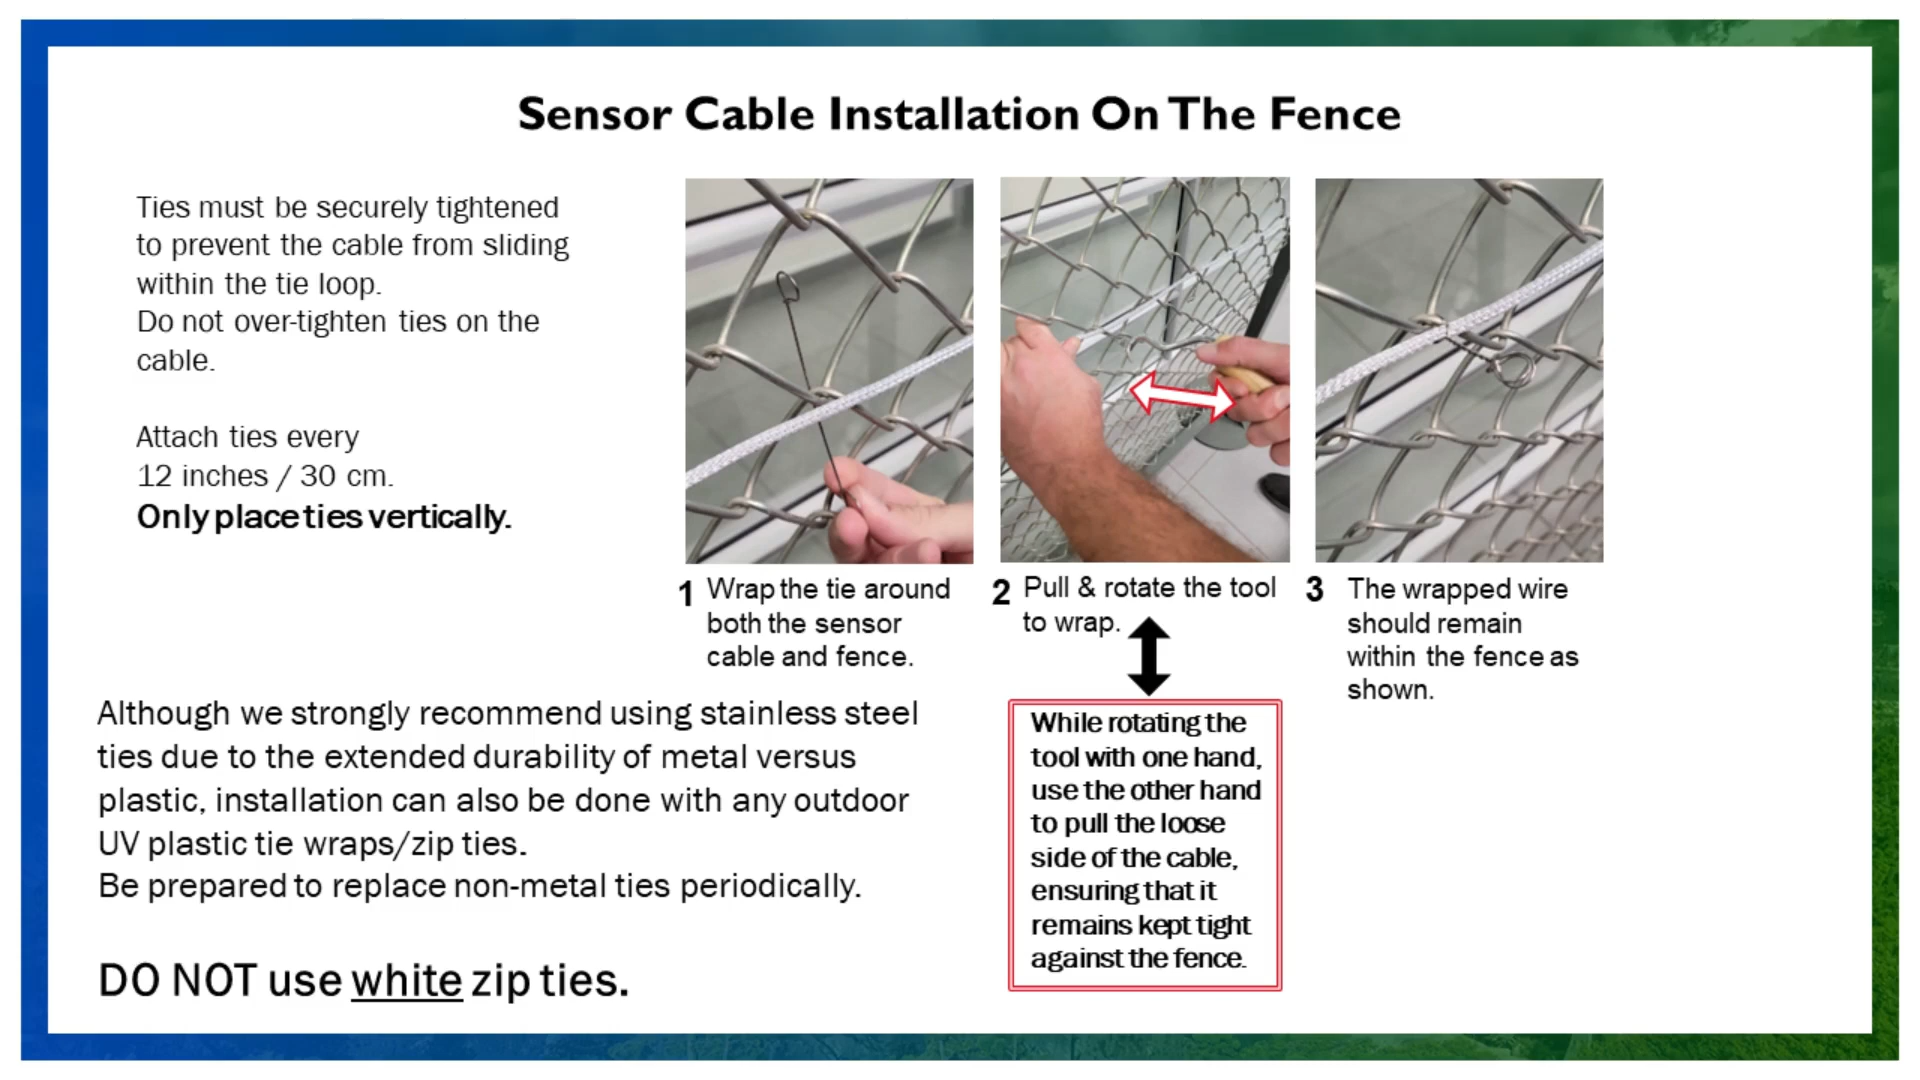 Sensor Cable Installation On The Fence
Ties must be securely tightened
to prevent the cable from sliding
within the tie loop.
Do not over-tighten ties on the
cable.
Attach ties every
12 inches / 30 cm.
Only place ties vertically.
1 Wrap the tie around
both the sensor
cable and fence.
2 Pull & rotate the tool
to wrap.
3 The wrapped wire
should remain
within the fence as
shown.
While rotating the
tool with one hand,
use the other hand
to pull the loose
side of the cable,
ensuring that it
remains kept tight
against the fence.
Although we strongly recommend using stainless steel
ties due to the extended durability of metal versus
plastic, installation can also be done with any outdoor
UV plastic tie wraps/zip ties.
Be prepared to replace non-metal ties periodically.
DO NOT use white zip ties.